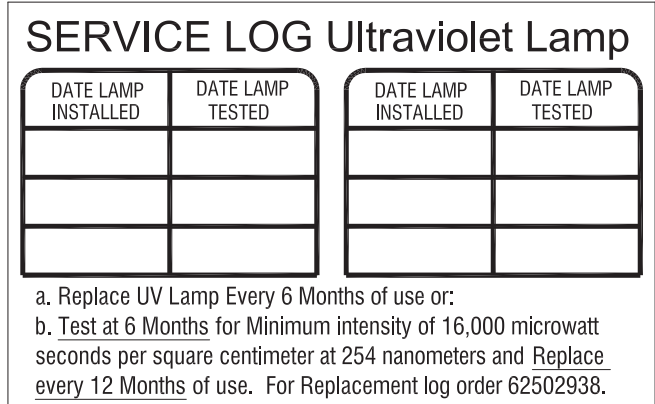 SERVICE LOG Ultraviolet Lamp
DATE LAMP INSTALLED DATE LAMP TESTED DATE LAMP INSTALLED DATE LAMP TESTED
a. Replace UV Lamp Every 6 Months of use or:
b. Test at 6 Months for Minimum intensity of 16,000 microwatt
seconds per square centimeter at 254 nanometers and Replace
every 12 Months of use. For Replacement log order 62502938.